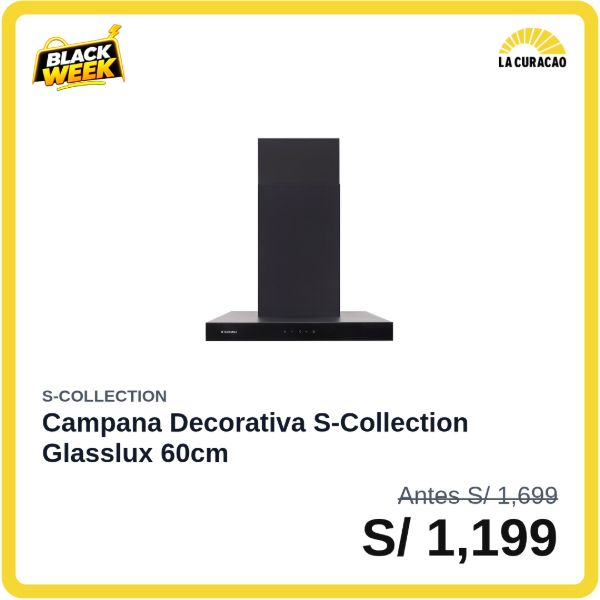 BLACK
WEEK
LA CURACAO
S-COLLECTION
Campana Decorativa S-Collection
Glasslux 60cm
Antes S/ 1,699
S/ 1,199